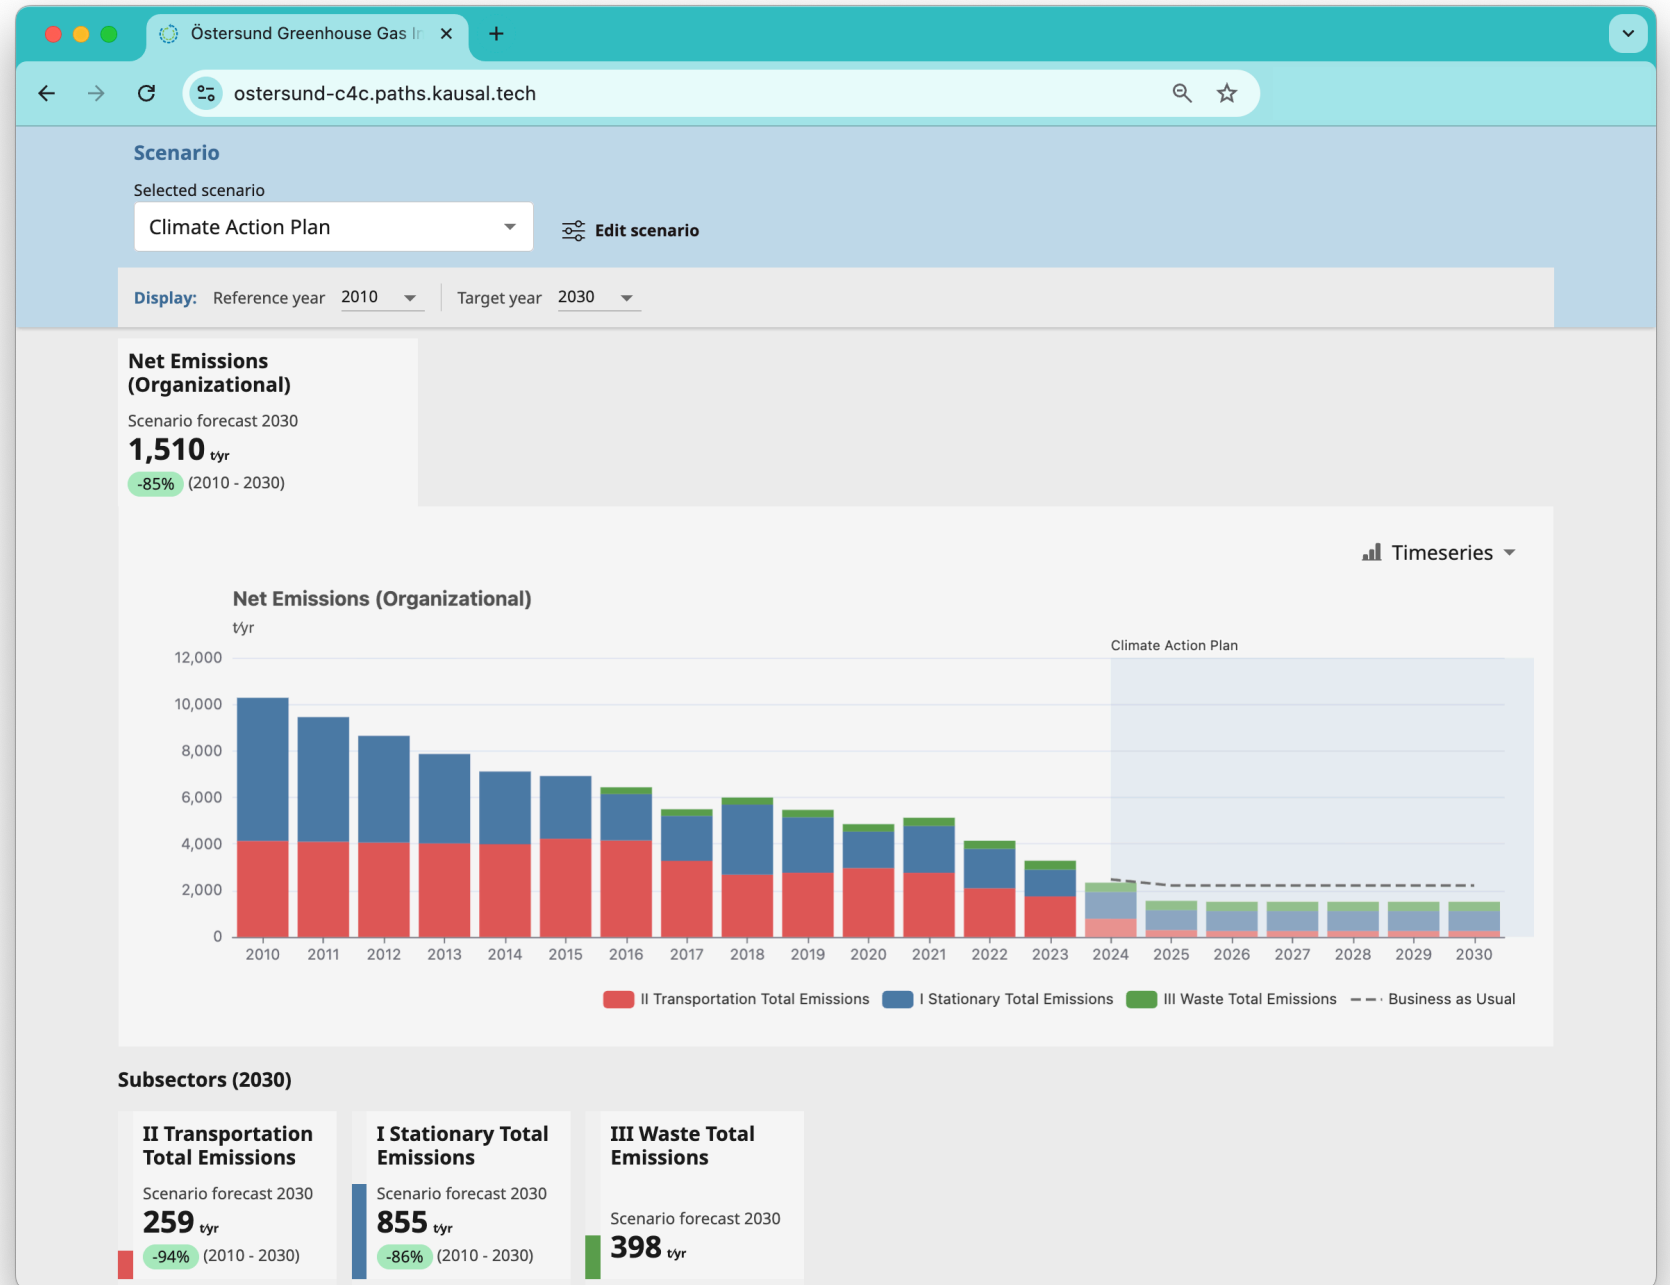 Östersund Greenhouse Gas In
ostersund-c4c.paths.kausal.tech
Scenario
Selected scenario
Climate Action Plan
Edit scenario
Display: Reference year 2010 Target year 2030
Net Emissions
(Organizational)
Scenario forecast 2030
1,510 t/yr
-85% (2010 - 2030)
Timeseries
Net Emissions (Organizational)
t/yr
Climate Action Plan
12,000
10,000
8,000
6,000
4,000
2,000
0
2010 2011 2012 2013 2014 2015 2016 2017 2018 2019 2020 2021 2022 2023 2024 2025 2026 2027 2028 2029 2030
II Transportation Total Emissions I Stationary Total Emissions III Waste Total Emissions Business as Usual
Subsectors (2030)
II Transportation
Total Emissions
Scenario forecast 2030
259 t/yr
-94% (2010 - 2030)
I Stationary Total
Emissions
Scenario forecast 2030
855 t/yr
-86% (2010 - 2030)
III Waste Total
Emissions
Scenario forecast 2030
398 t/yr